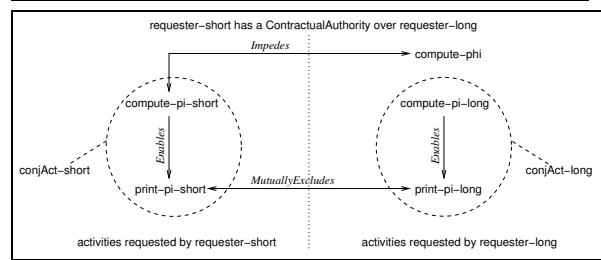 requester-short has a ContractualAuthority over requester-long
Impedes
compute-phi
compute-pi-short
compute-pi-long
Enables
Enables
conjAct-short
conjAct-long
print-pi-short
MutuallyExcludes
print-pi-long
activities requested by requester-short
activities requested by requester-long